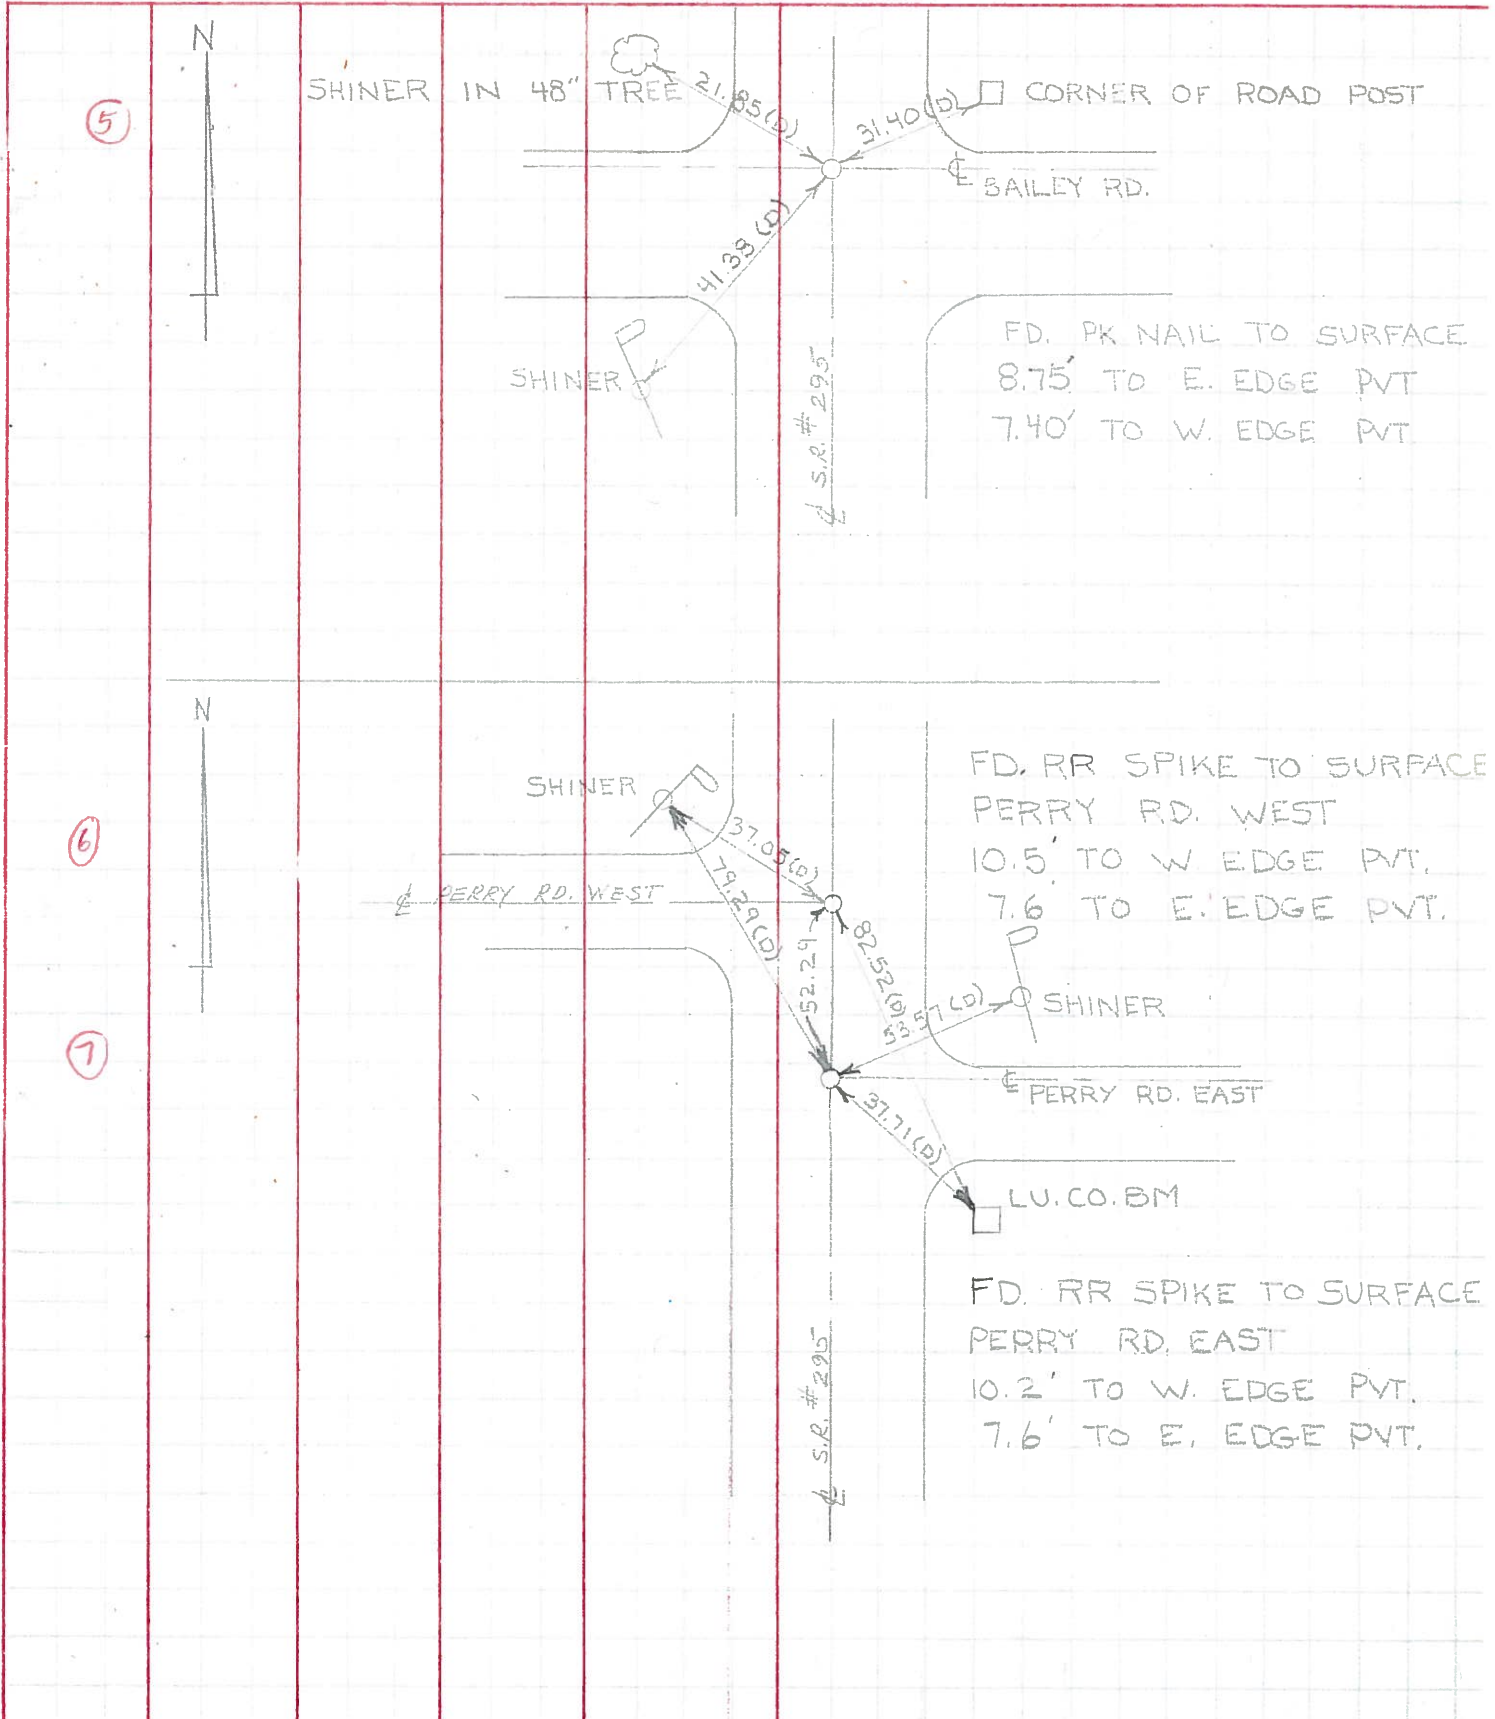 N
5
SHINER IN 48" TREE
21.85(D)
31.40(D)
CORNER OF ROAD POST
℄ BAILEY RD.
41.38(D)
SHINER
℄ S.R. # 295
FD. PK NAIL TO SURFACE
8.75' TO E. EDGE PVT
7.40' TO W. EDGE PVT
N
6
SHINER
37.05(D)
79.29(D)
℄ PERRY RD. WEST
52.29
82.52(D)
FD. RR SPIKE TO SURFACE
PERRY RD. WEST
10.5' TO W EDGE PVT.
7.6' TO E. EDGE PVT.
7
53.57(D)
SHINER
℄ PERRY RD. EAST
37.71(D)
LU. CO. BM
℄ S.R. # 295
FD. RR SPIKE TO SURFACE
PERRY RD. EAST
10.2' TO W. EDGE PVT.
7.6' TO E. EDGE PVT.